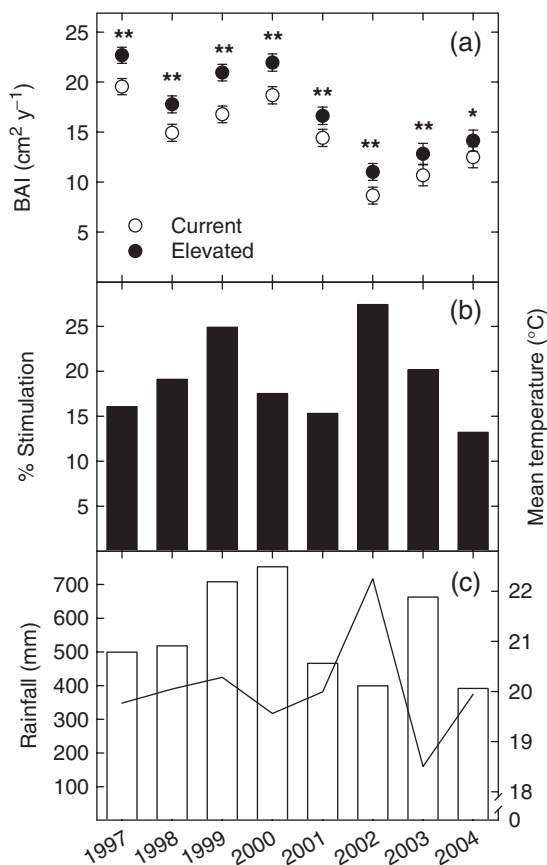 25
20
15
10
5
BAI (cm² y⁻¹)
(a)
** ** ** ** ** ** ** *
Current
Elevated
25
20
15
10
5
% Stimulation
(b)
Mean temperature (°C)
700
600
500
400
300
200
100
Rainfall (mm)
(c)
22
21
20
19
18
0
1997 1998 1999 2000 2001 2002 2003 2004